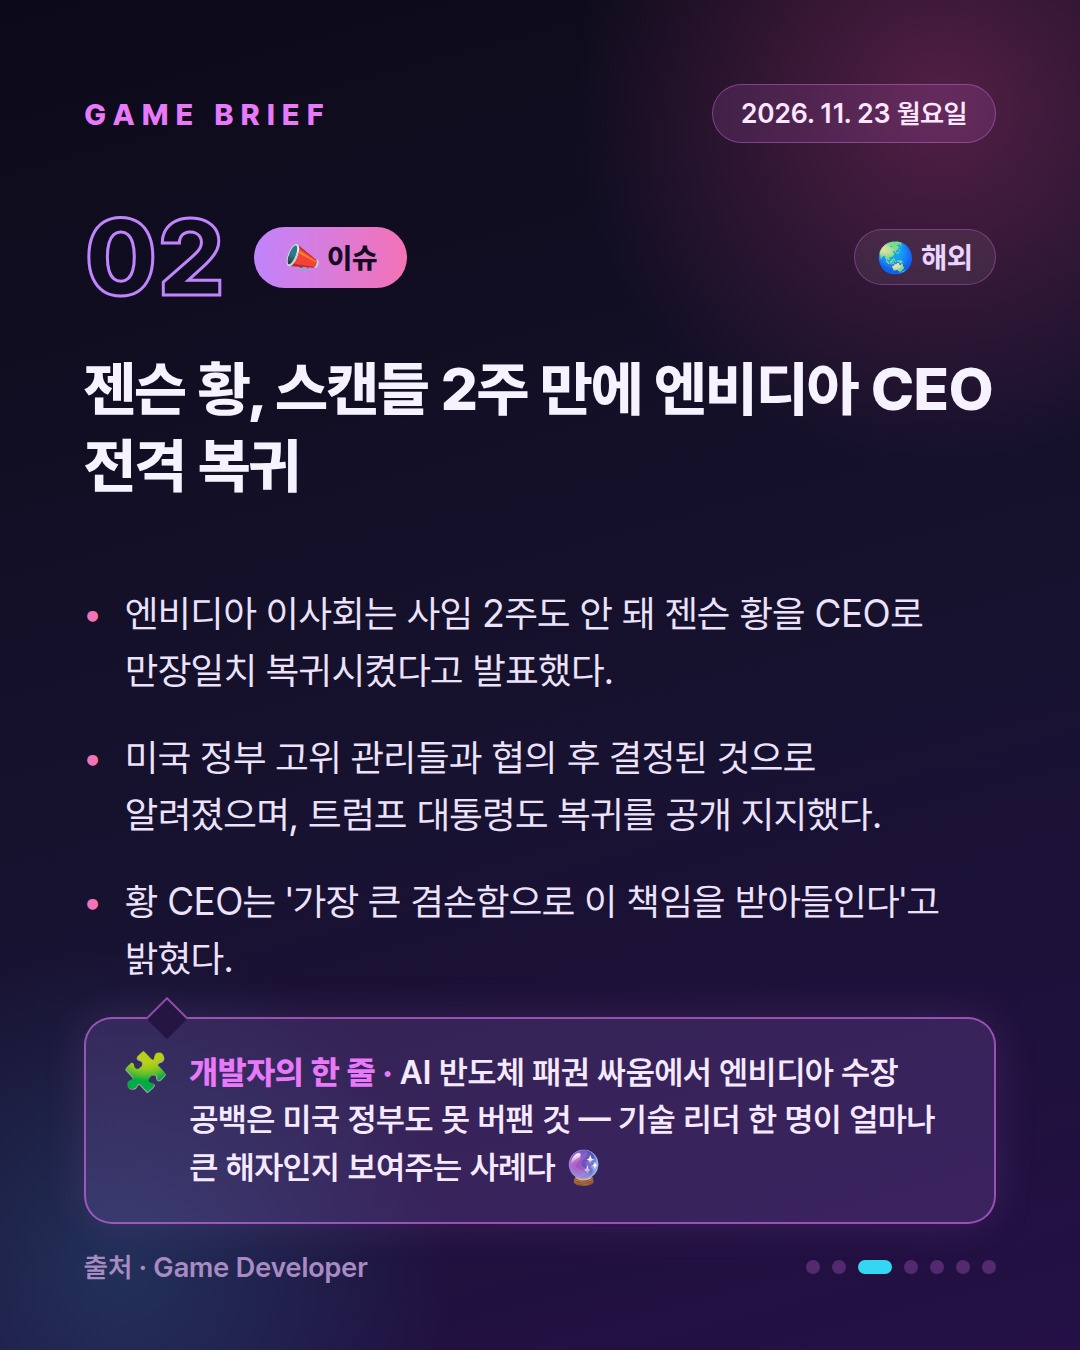 GAME BRIEF
2026. 11. 23 월요일
02
📣 이슈
🌏 해외
젠슨 황, 스캔들 2주 만에 엔비디아 CEO
전격 복귀
• 엔비디아 이사회는 사임 2주도 안 돼 젠슨 황을 CEO로
만장일치 복귀시켰다고 발표했다.
• 미국 정부 고위 관리들과 협의 후 결정된 것으로
알려졌으며, 트럼프 대통령도 복귀를 공개 지지했다.
• 황 CEO는 '가장 큰 겸손함으로 이 책임을 받아들인다'고
밝혔다.
🧩 개발자의 한 줄 · AI 반도체 패권 싸움에서 엔비디아 수장
공백은 미국 정부도 못 버팬 것 — 기술 리더 한 명이 얼마나
큰 해자인지 보여주는 사례다 🔮
출처 · Game Developer